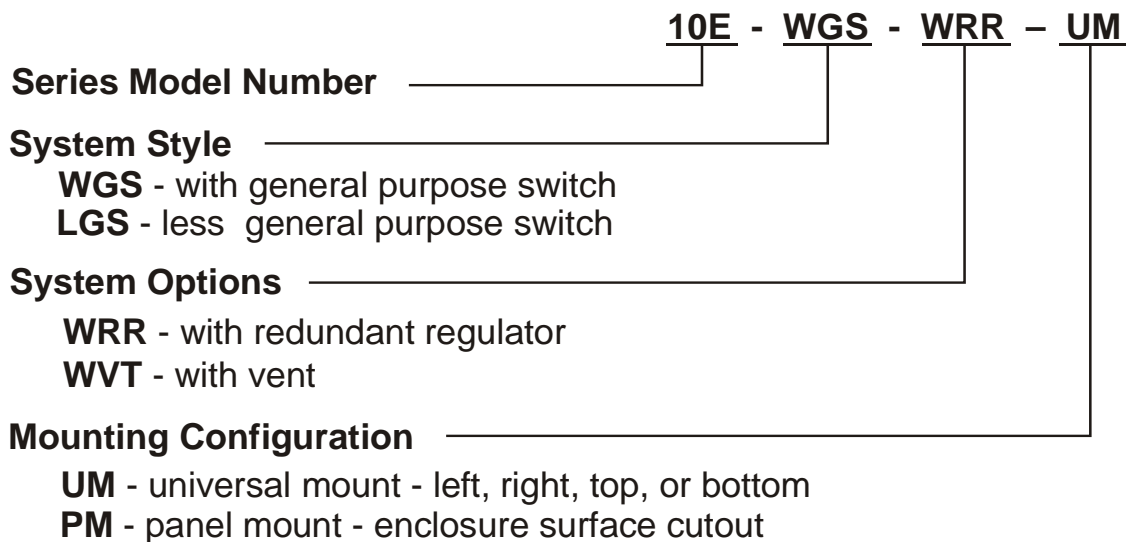 10E - WGS - WRR – UM
Series Model Number
System Style
WGS - with general purpose switch
LGS - less general purpose switch
System Options
WRR - with redundant regulator
WVT - with vent
Mounting Configuration
UM - universal mount - left, right, top, or bottom
PM - panel mount - enclosure surface cutout